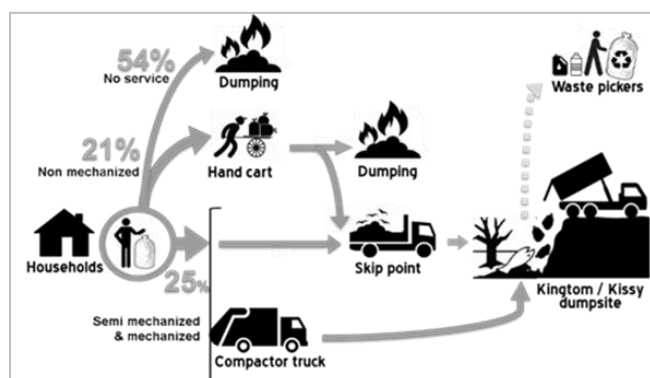 54%
No service
Dumping
Waste pickers
21%
Non mechanized
Hand cart
Dumping
Households
25%
Skip point
Kingtom / Kissy
dumpsite
Semi mechanized
& mechanized
Compactor truck